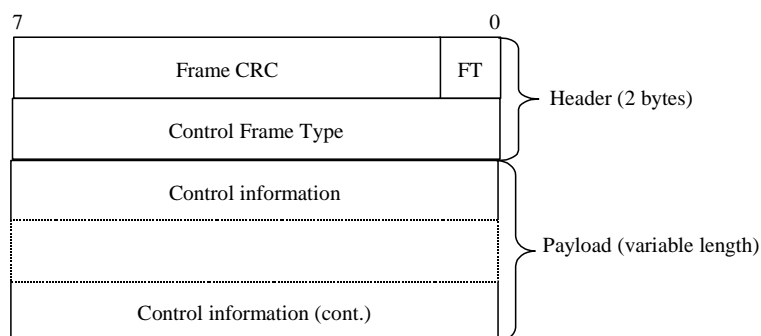 7 0
Frame CRC FT
Header (2 bytes)
Control Frame Type
Control information
Payload (variable length)
Control information (cont.)